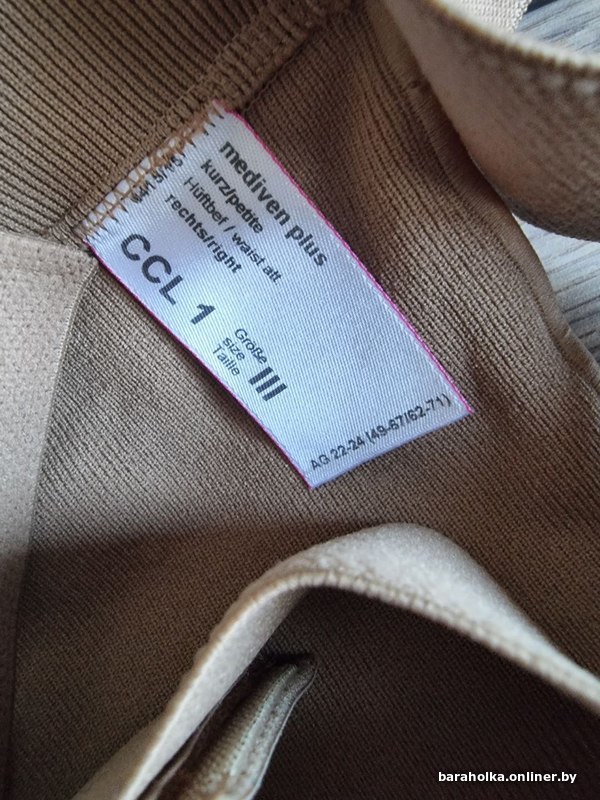 mediven plus
kurz/petite
Hüftbef / waist att
rechts/right
CCL 1
Größe
size
Taille
III
AG 22-24 (49-67/62-71)
baraholka.onliner.by